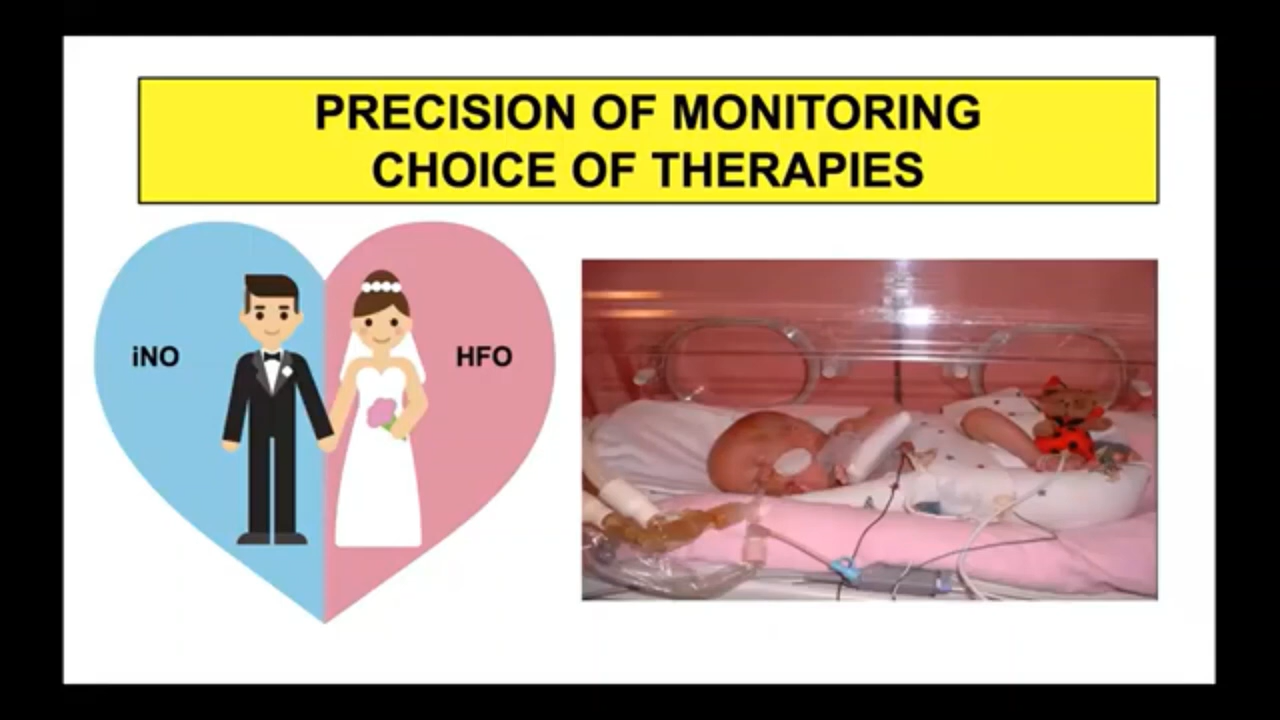 PRECISION OF MONITORING
CHOICE OF THERAPIES
iNO
HFO